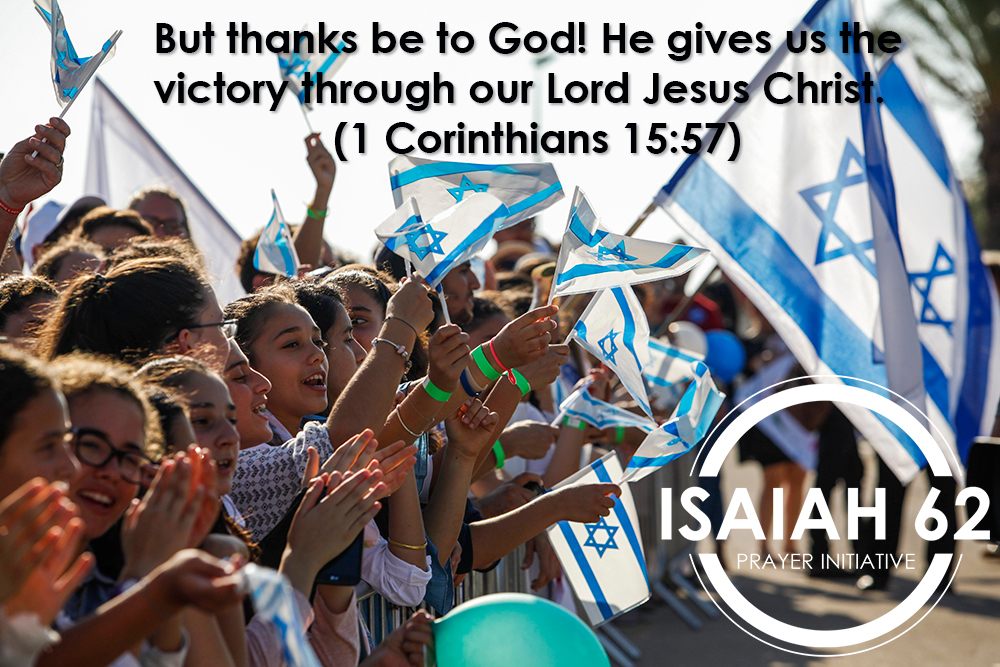 But thanks be to God! He gives us the
victory through our Lord Jesus Christ.
(1 Corinthians 15:57)
ISAIAH 62
PRAYER INITIATIVE